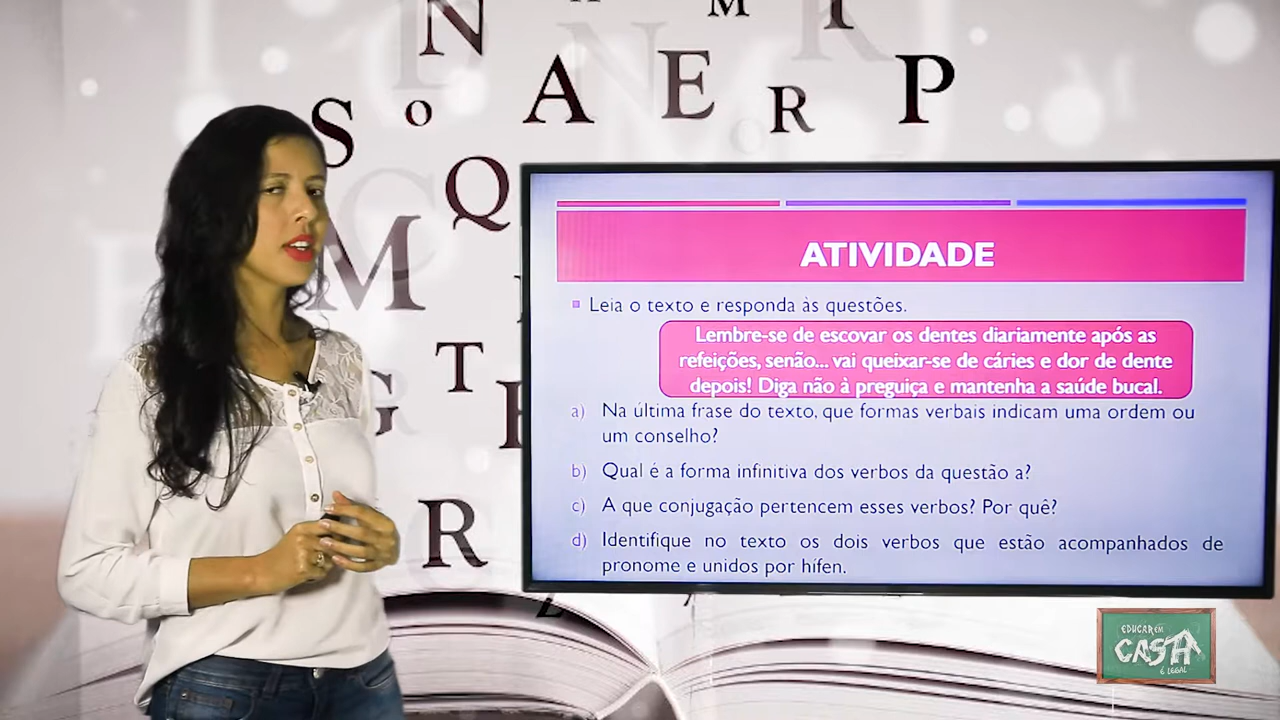 N M I
S O A E R P
Q
M
T
G
R
ATIVIDADE
Leia o texto e responda às questões.
Lembre-se de escovar os dentes diariamente após as
refeições, senão... vai queixar-se de cáries e dor de dente
depois! Diga não à preguiça e mantenha a saúde bucal.
a) Na última frase do texto, que formas verbais indicam uma ordem ou
um conselho?
b) Qual é a forma infinitiva dos verbos da questão a?
c) A que conjugação pertencem esses verbos? Por quê?
d) Identifique no texto os dois verbos que estão acompanhados de
pronome e unidos por hífen.
EDUCAR EM
CASA
É LEGAL